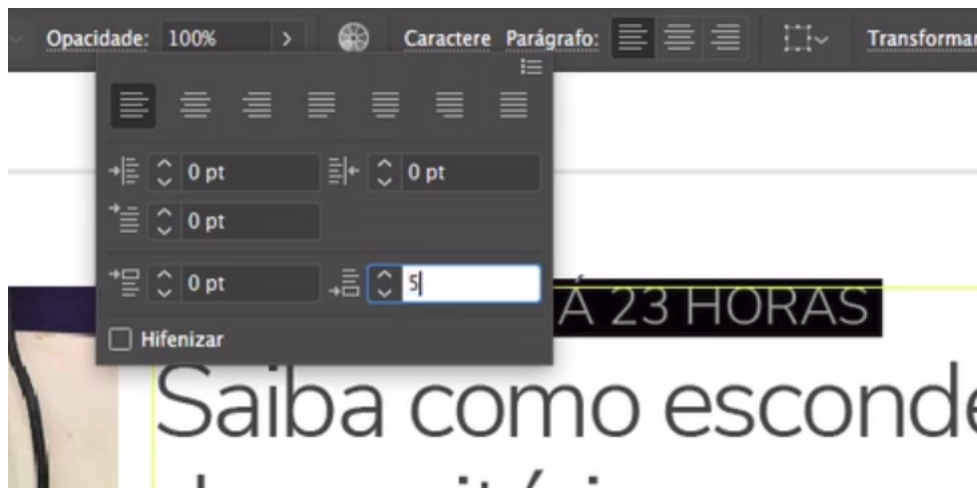 Opacidade: 100% > Caractere Parágrafo: Transformar
0 pt 0 pt
0 pt
0 pt 5
Hifenizar
Á 23 HORAS
Saiba como esconde